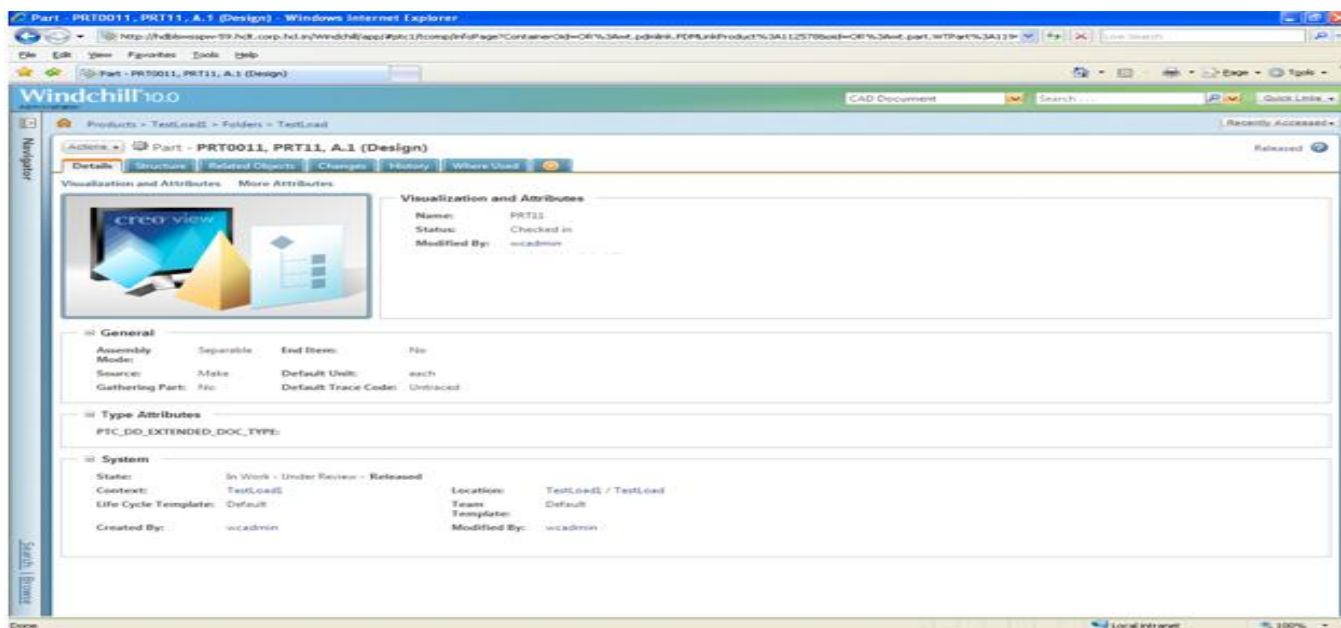 Part - PRT0011, PRT11, A.1 (Design) - Windows Internet Explorer
File Edit View Favorites Tools Help
Part - PRT0011, PRT11, A.1 (Design)
Page Tools
Windchill 10.0
CAD Document Search... Quick Links
Products > TestLoad1 > Folders > TestLoad Recently Accessed
Navigator
Actions Part - PRT0011, PRT11, A.1 (Design) Released
Details Structure Related Objects Changes History Where Used
Visualization and Attributes More Attributes
creo view
Visualization and Attributes
Name: PRT11
Status: Checked in
Modified By: wcadmin
General
Assembly Mode: Separable End Item: No
Source: Make Default Unit: each
Gathering Part: No Default Trace Code: Untraced
Type Attributes
PTC_DD_EXTENDED_DOC_TYPE:
System
State: In Work - Under Review - Released
Context: TestLoad1 Location: TestLoad1 / TestLoad
Life Cycle Template: Default Team Template: Default
Created By: wcadmin Modified By: wcadmin
Search | Browse
Done Local intranet 100%